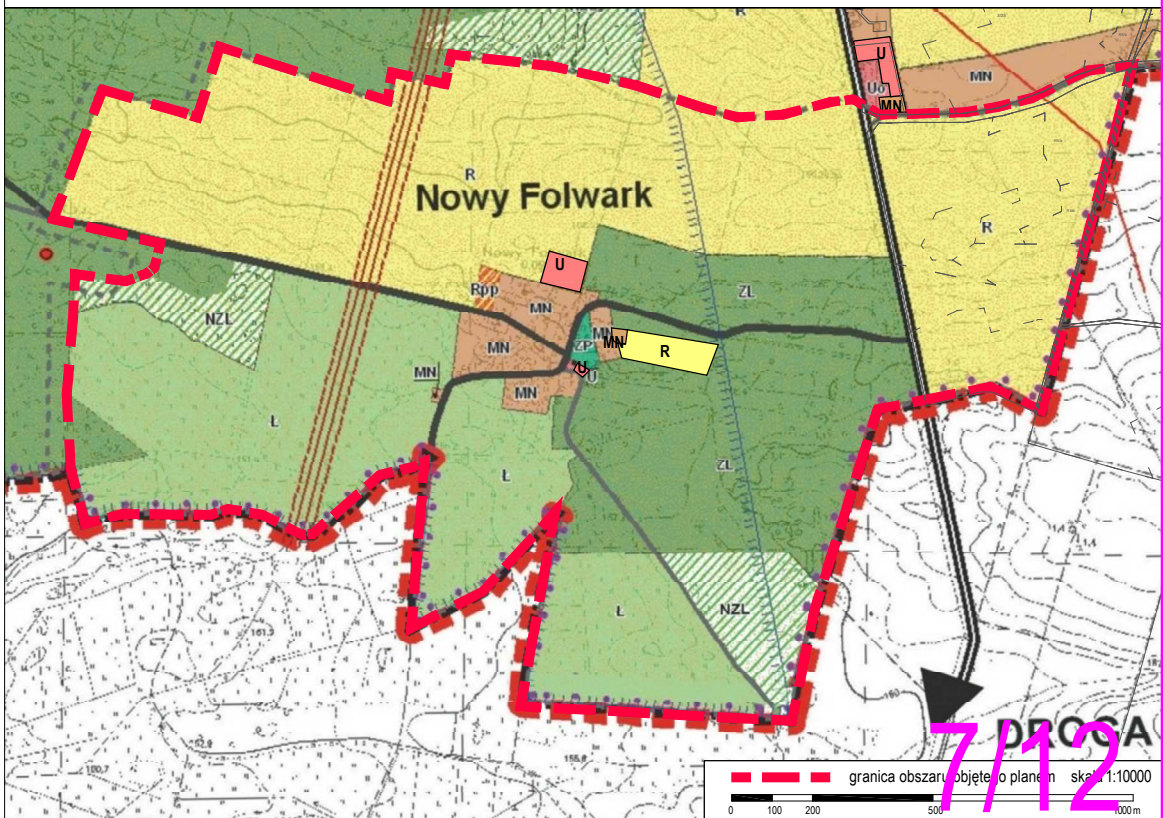 R
U
MN
Uo
MN
R
Nowy Folwark
R
U
ZL
Rpp
MN
NZL
MN
ZP
MN
MN
R
MN
U
U
MN
Ł
ZL
Ł
Ł
NZL
DROGA
7/12
granica obszaru objętego planem skala 1:10000
0 100 200 500 1000 m